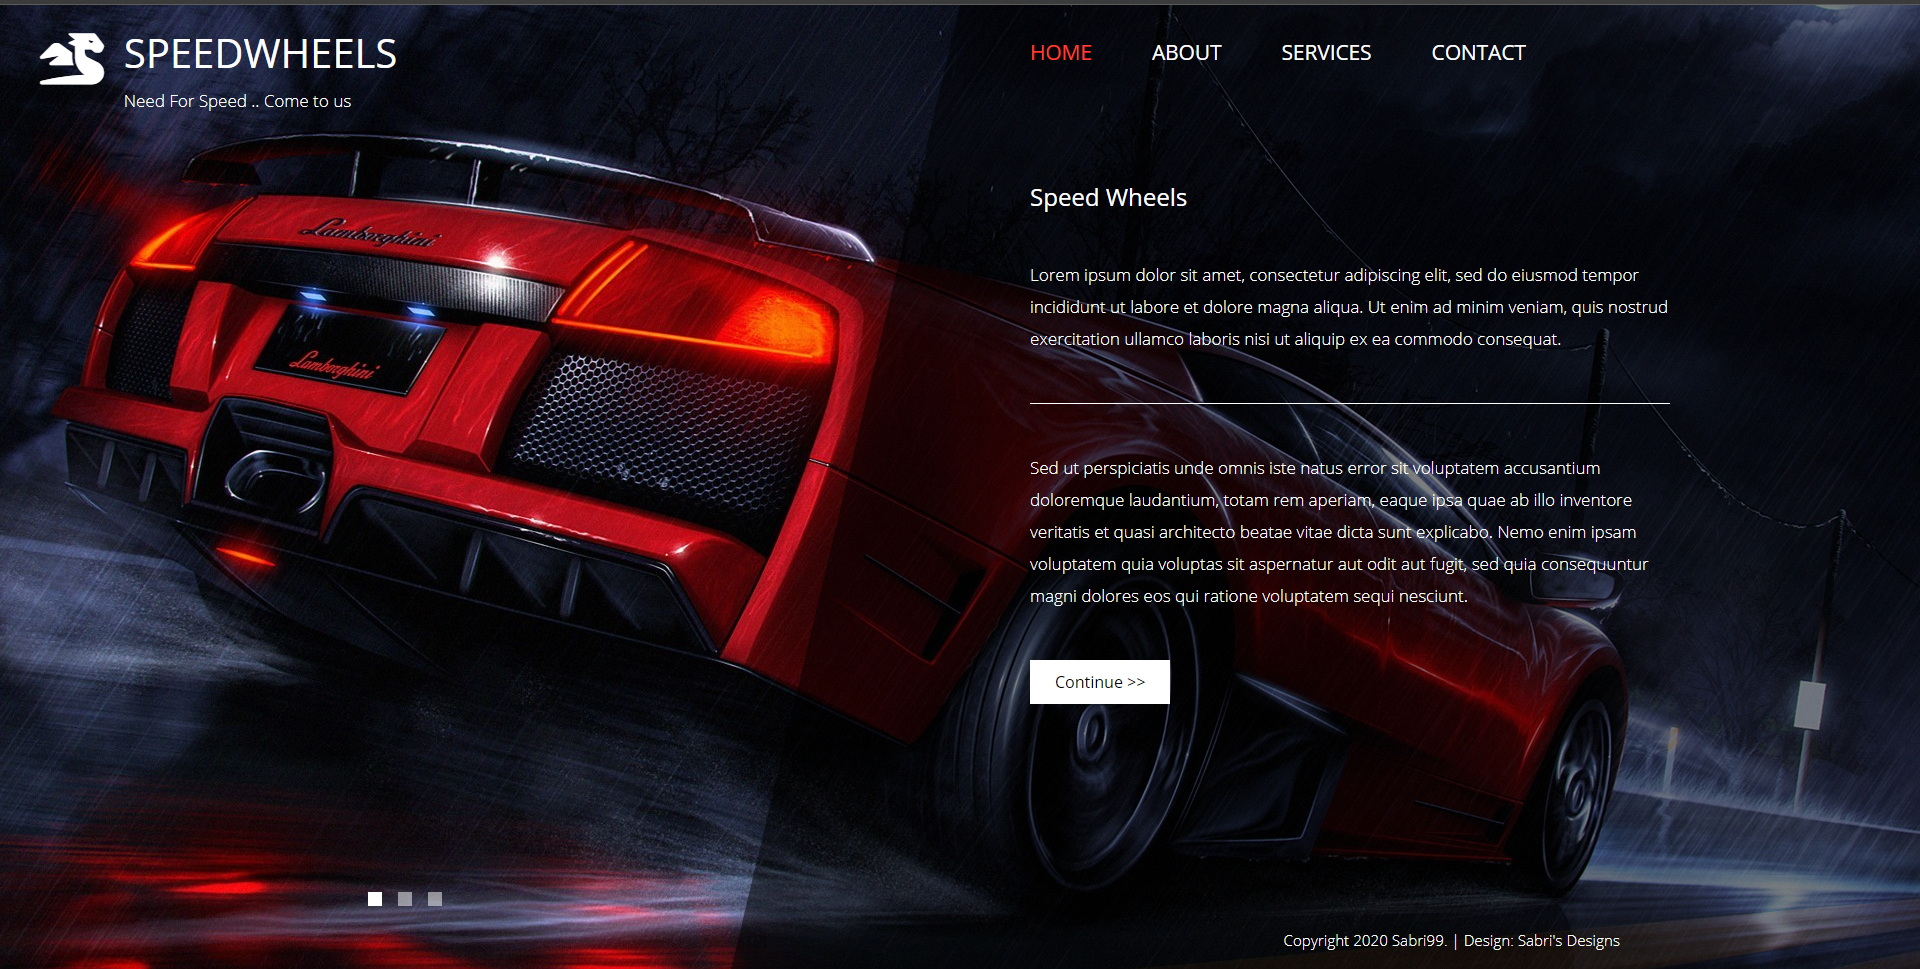 SPEEDWHEELS
Need For Speed .. Come to us
HOME ABOUT SERVICES CONTACT
Lamborghini
Lamborghini
Speed Wheels
Lorem ipsum dolor sit amet, consectetur adipiscing elit, sed do eiusmod tempor
incididunt ut labore et dolore magna aliqua. Ut enim ad minim veniam, quis nostrud
exercitation ullamco laboris nisi ut aliquip ex ea commodo consequat.
Sed ut perspiciatis unde omnis iste natus error sit voluptatem accusantium
doloremque laudantium, totam rem aperiam, eaque ipsa quae ab illo inventore
veritatis et quasi architecto beatae vitae dicta sunt explicabo. Nemo enim ipsam
voluptatem quia voluptas sit aspernatur aut odit aut fugit, sed quia consequuntur
magni dolores eos qui ratione voluptatem sequi nesciunt.
Continue >>
Copyright 2020 Sabri99. | Design: Sabri's Designs